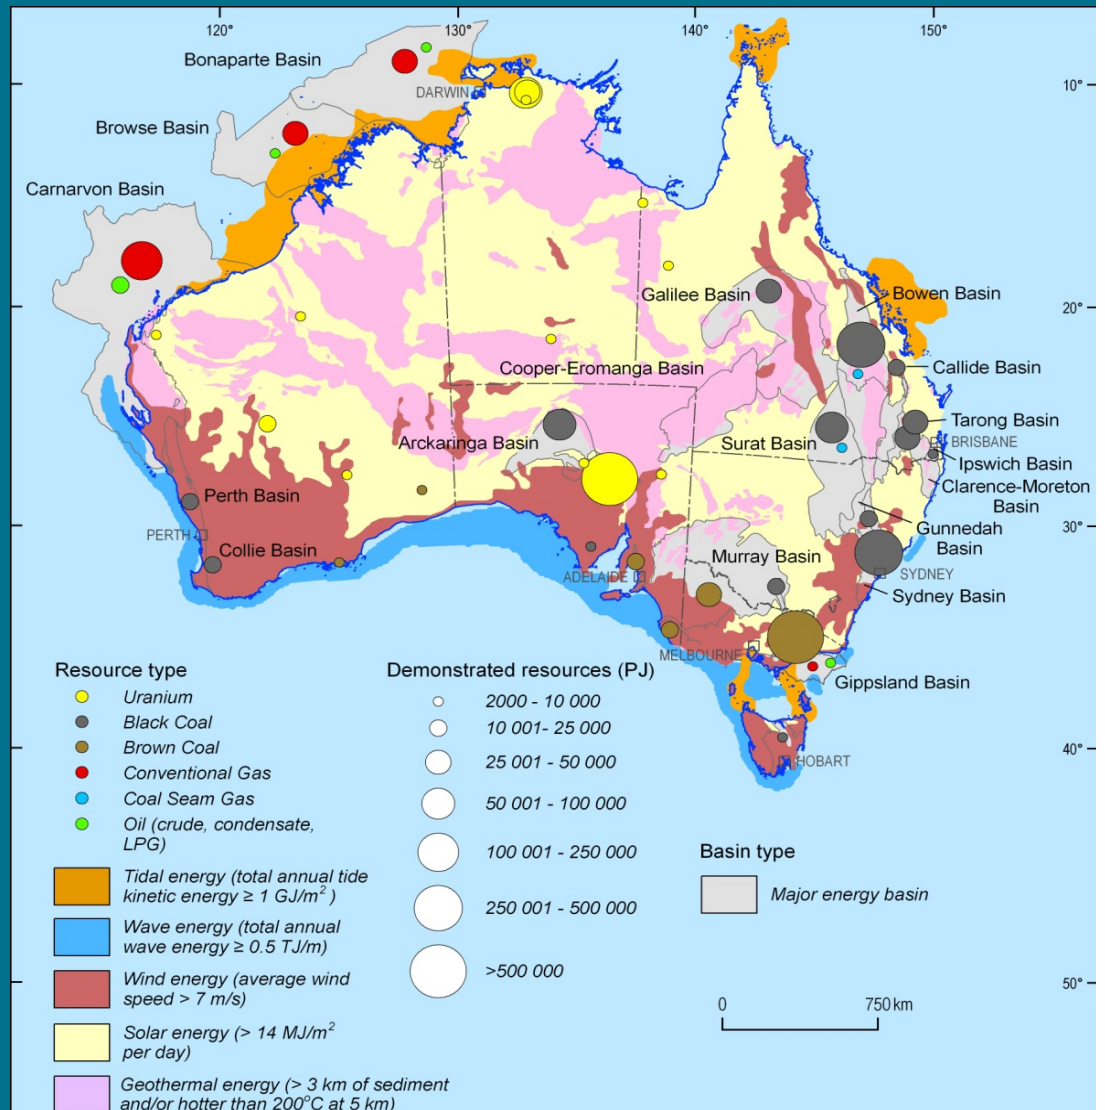 120°
130°
140°
150°
10°
20°
30°
40°
50°
Bonaparte Basin
DARWIN
Browse Basin
Carnarvon Basin
Galilee Basin
Bowen Basin
Cooper-Eromanga Basin
Callide Basin
Arckaringa Basin
Surat Basin
Tarong Basin
BRISBANE
Ipswich Basin
Clarence-Moreton
Basin
Perth Basin
PERTH
Gunnedah
Basin
Collie Basin
Murray Basin
ADELAIDE
SYDNEY
Sydney Basin
MELBOURNE
Gippsland Basin
HOBART
Resource type
Uranium
Black Coal
Brown Coal
Conventional Gas
Coal Seam Gas
Oil (crude, condensate,
LPG)
Tidal energy (total annual tide
kinetic energy ≥ 1 GJ/m²)
Wave energy (total annual
wave energy ≥ 0.5 TJ/m)
Wind energy (average wind
speed > 7 m/s)
Solar energy (> 14 MJ/m²
per day)
Geothermal energy (> 3 km of sediment
and/or hotter than 200°C at 5 km)
Demonstrated resources (PJ)
2000 - 10 000
10 001- 25 000
25 001 - 50 000
50 001 - 100 000
100 001 - 250 000
250 001 - 500 000
>500 000
Basin type
Major energy basin
0
750 km